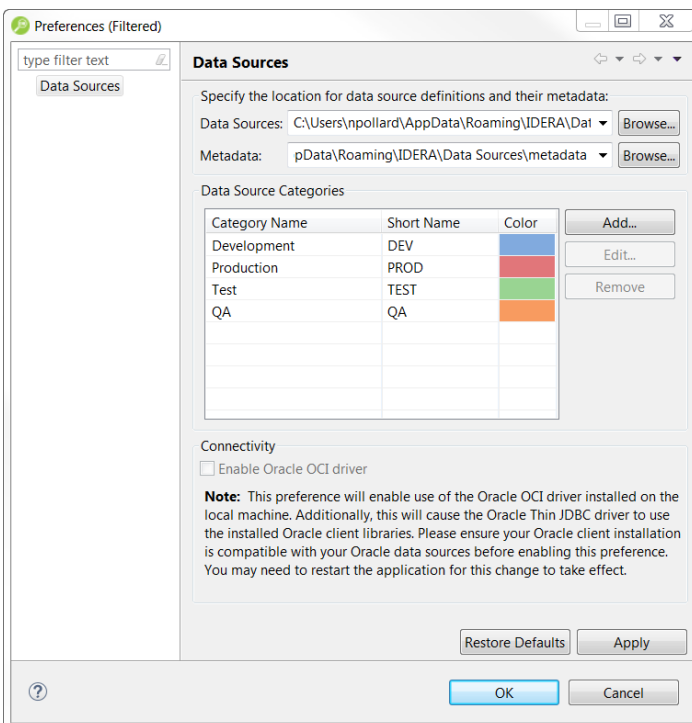 Preferences (Filtered)
type filter text
Data Sources
Data Sources
Specify the location for data source definitions and their metadata:
Data Sources: C:\Users\npollard\AppData\Roaming\IDERA\Dat Browse...
Metadata: pData\Roaming\IDERA\Data Sources\metadata Browse...
Data Source Categories
Category Name Short Name Color Add...
Development DEV
Edit...
Production PROD
Test TEST Remove
QA QA
Connectivity
Enable Oracle OCI driver
Note: This preference will enable use of the Oracle OCI driver installed on the
local machine. Additionally, this will cause the Oracle Thin JDBC driver to use
the installed Oracle client libraries. Please ensure your Oracle client installation
is compatible with your Oracle data sources before enabling this preference.
You may need to restart the application for this change to take effect.
Restore Defaults Apply
? OK Cancel